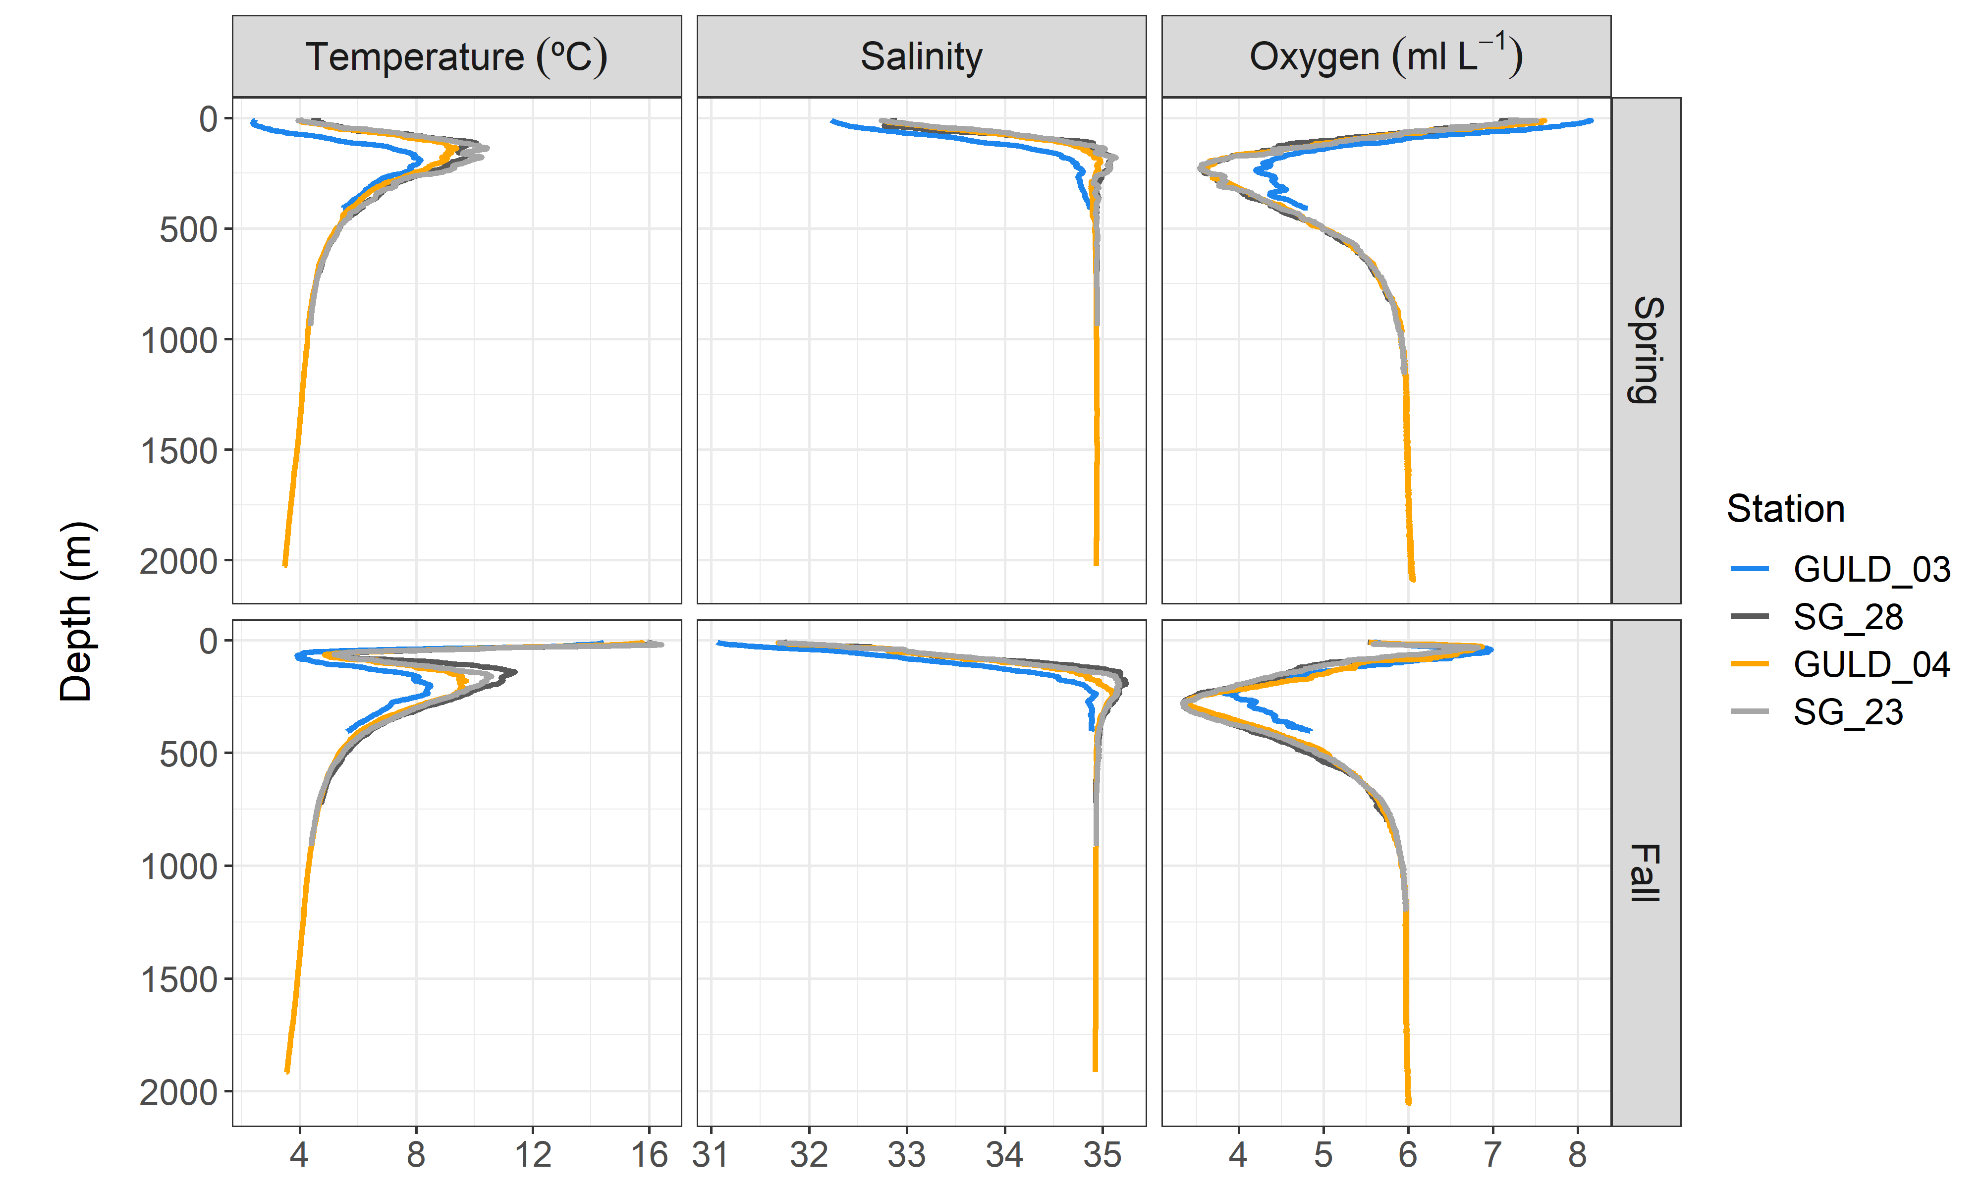 Temperature (ºC)
Salinity
Oxygen (ml L⁻¹)
0
500
1000
1500
2000
Spring
Depth (m)
0
500
1000
1500
2000
Fall
4 8 12 16
31 32 33 34 35
4 5 6 7 8
Station
GULD_03
SG_28
GULD_04
SG_23